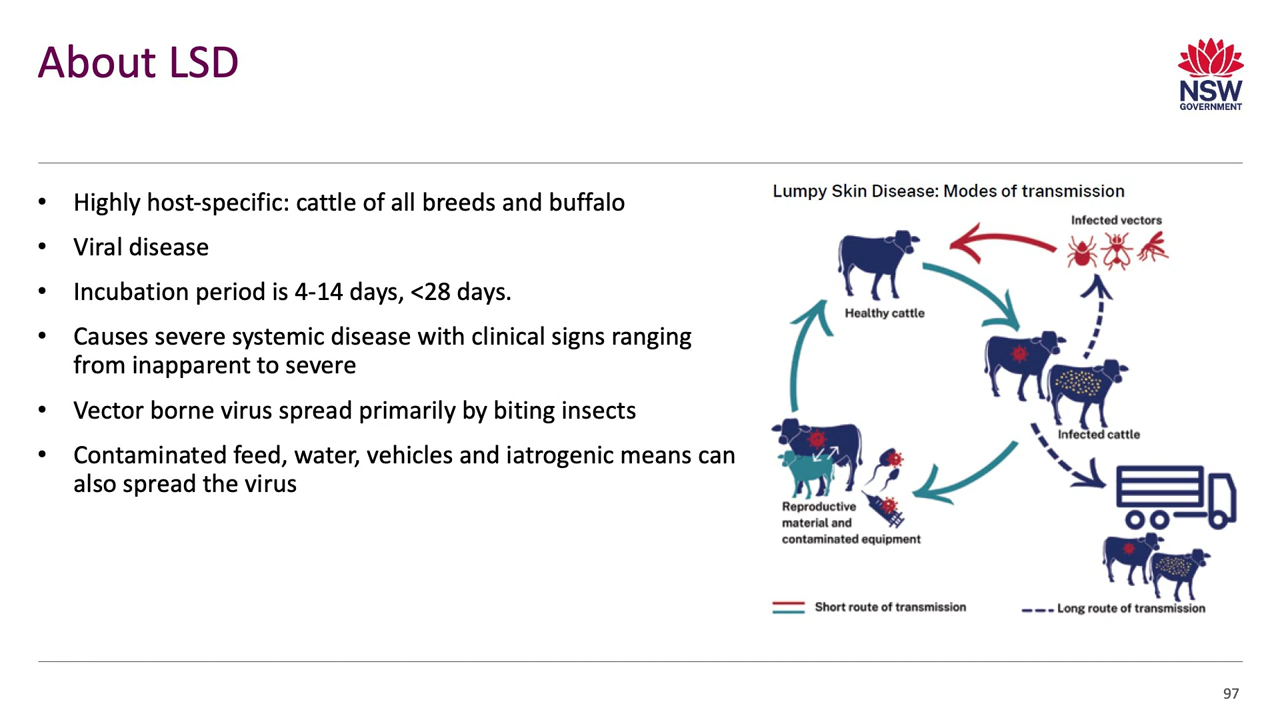 About LSD
NSW
GOVERNMENT
• Highly host-specific: cattle of all breeds and buffalo
• Viral disease
• Incubation period is 4-14 days, <28 days.
• Causes severe systemic disease with clinical signs ranging
from inapparent to severe
• Vector borne virus spread primarily by biting insects
• Contaminated feed, water, vehicles and iatrogenic means can
also spread the virus
Lumpy Skin Disease: Modes of transmission
Infected vectors
Healthy cattle
Infected cattle
Reproductive
material and
contaminated equipment
Short route of transmission
Long route of transmission
97